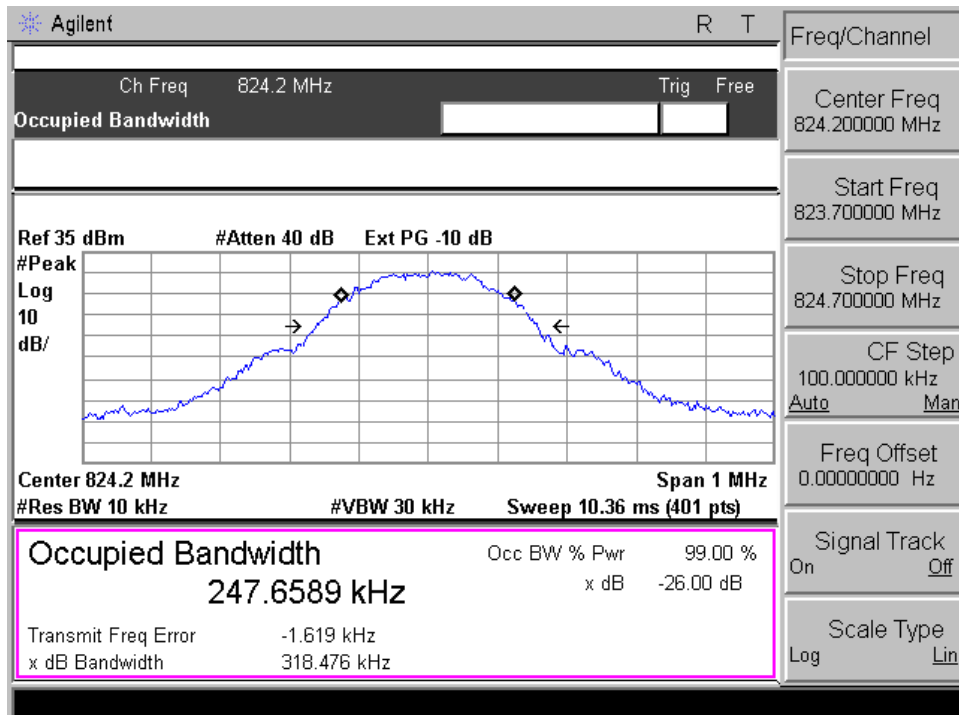 Agilent R T
Ch Freq 824.2 MHz Trig Free
Occupied Bandwidth
Ref 35 dBm #Atten 40 dB Ext PG -10 dB
#Peak
Log
10
dB/
Center 824.2 MHz Span 1 MHz
#Res BW 10 kHz #VBW 30 kHz Sweep 10.36 ms (401 pts)
Occupied Bandwidth Occ BW % Pwr 99.00 %
247.6589 kHz x dB -26.00 dB
Transmit Freq Error -1.619 kHz
x dB Bandwidth 318.476 kHz
Freq/Channel
Center Freq
824.200000 MHz
Start Freq
823.700000 MHz
Stop Freq
824.700000 MHz
CF Step
100.000000 kHz
Auto Man
Freq Offset
0.00000000 Hz
Signal Track
On Off
Scale Type
Log Lin